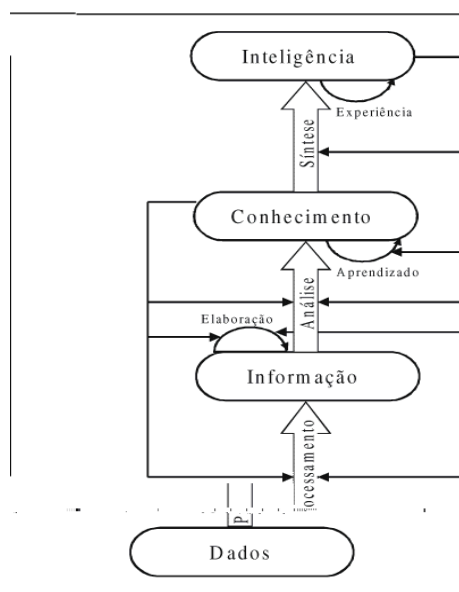 Inteligência
Experiência
Síntese
Conhecimento
Aprendizado
Análise
Elaboração
Informação
ocessamento
P
Dados